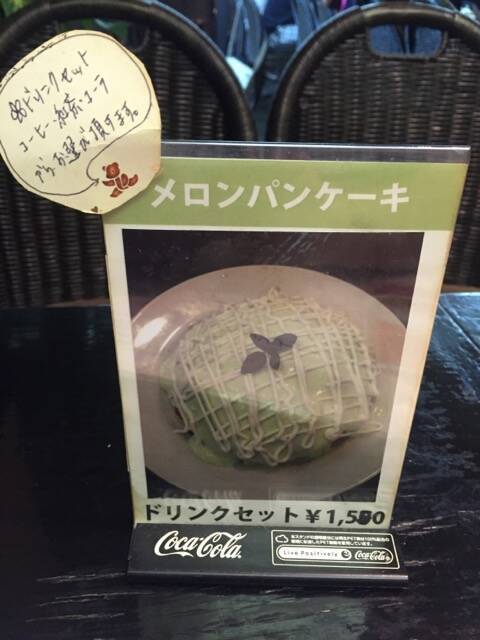 ドリンクセット
コーヒー・紅茶・コーラ
からお選び頂けます。
メロンパンケーキ
ドリンクセット￥1,500
Coca-Cola
Live Positively
Coca-Cola